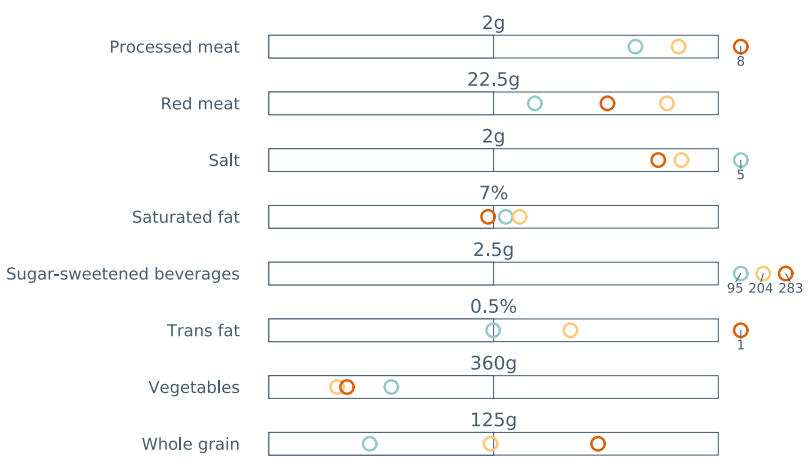 2g
Processed meat
8
22.5g
Red meat
2g
Salt
5
7%
Saturated fat
2.5g
Sugar-sweetened beverages
95 204 283
0.5%
Trans fat
1
360g
Vegetables
125g
Whole grain